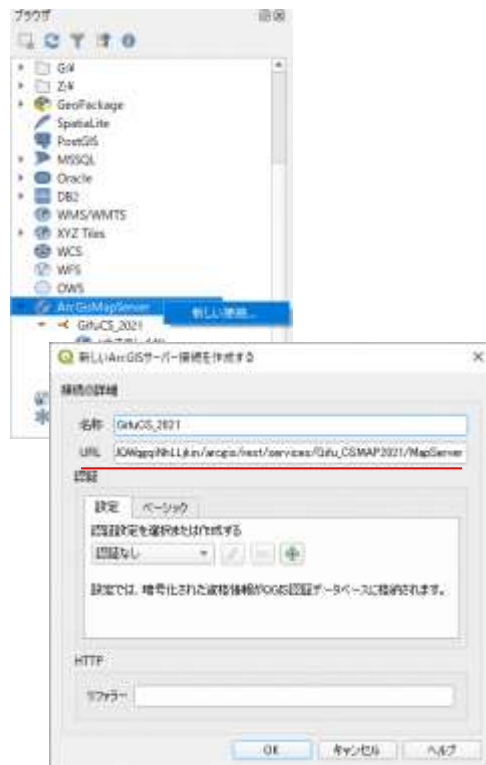 ブラウザ
G:¥
Z:¥
GeoPackage
SpatiaLite
PostGIS
MSSQL
Oracle
DB2
WMS/WMTS
XYZ Tiles
WCS
WFS
OWS
ArcGisMapServer
新しい接続...
GifuCS_2021
新しいArcGISサーバー接続を作成する
接続の詳細
名称 GifuCS_2021
URL /arcgis/rest/services/Gifu_CSMAP2021/MapServer
認証
設定 ベーシック
認証設定を選択または作成する
認証なし
設定では、暗号化された資格情報がQGIS認証データベースに格納されます。
HTTP
リファラー
OK キャンセル ヘルプ